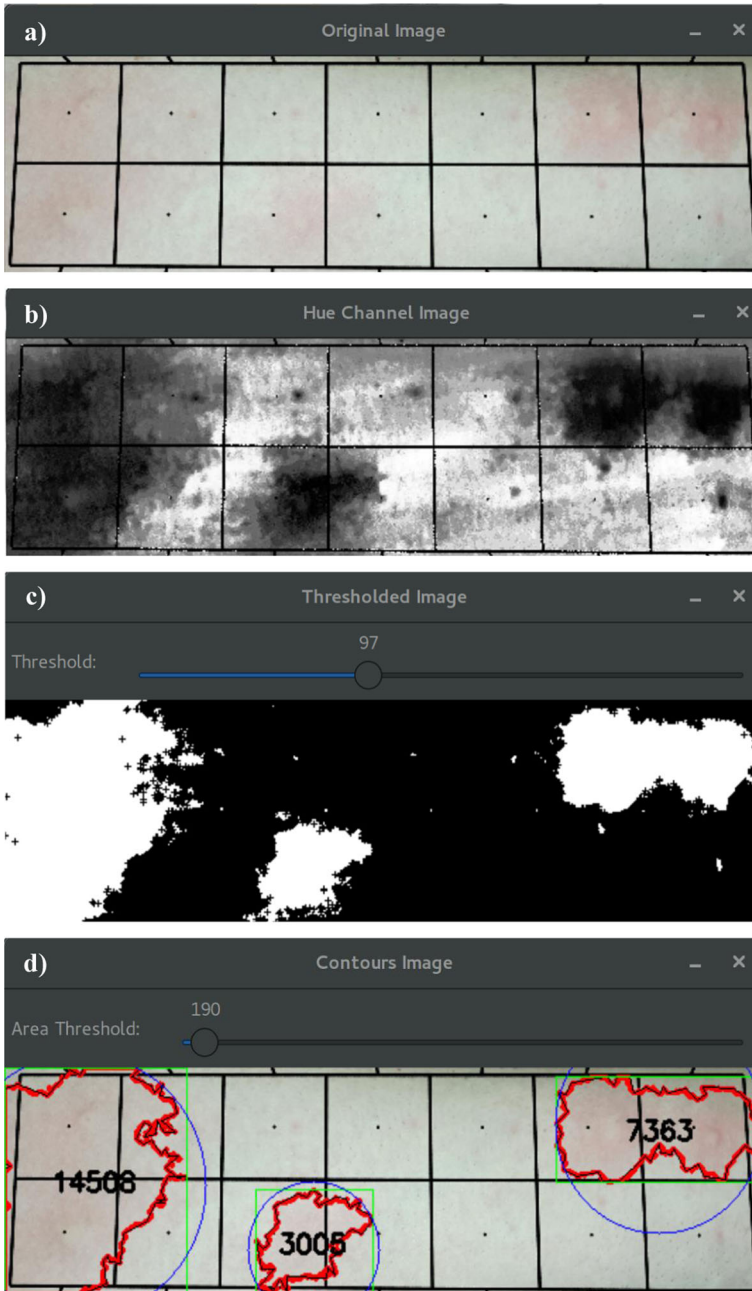 a) Original Image
b) Hue Channel Image
c) Thresholded Image
97
Threshold:
d) Contours Image
190
Area Threshold:
7363
14508
3005